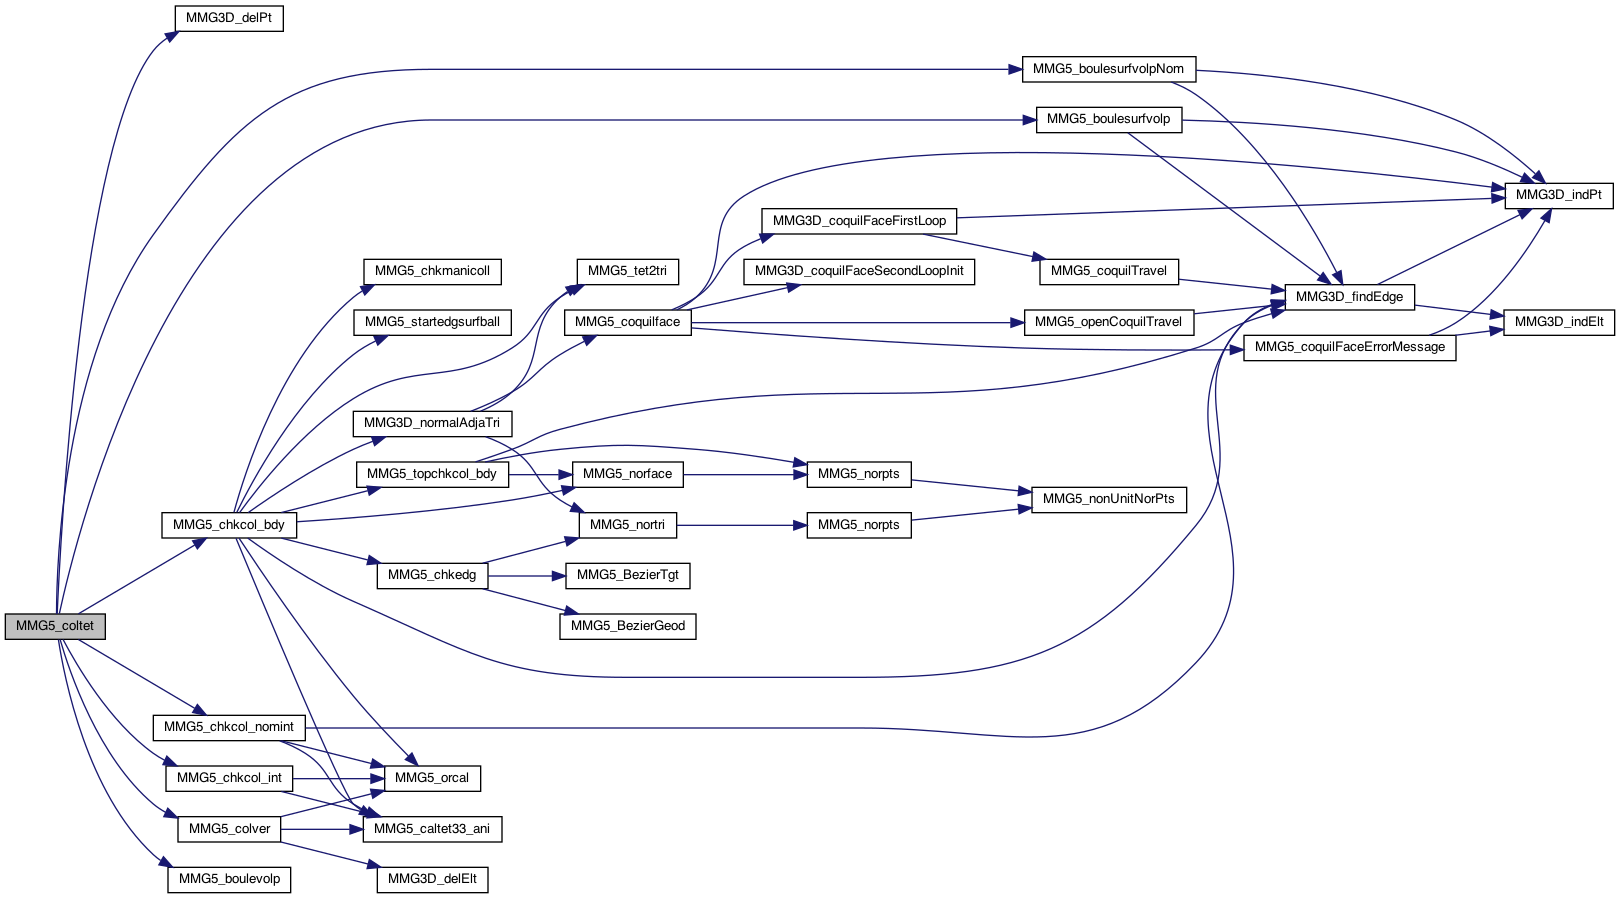 MMG3D_delPt
MMG5_boulesurfvolpNom
MMG5_boulesurfvolp
MMG3D_indPt
MMG3D_coquilFaceFirstLoop
MMG5_chkmanicoll
MMG5_tet2tri
MMG3D_coquilFaceSecondLoopInit
MMG5_coquilTravel
MMG3D_findEdge
MMG5_startedgsurfball
MMG5_coquilface
MMG5_openCoquilTravel
MMG3D_indElt
MMG5_coquilFaceErrorMessage
MMG3D_normalAdjaTri
MMG5_topchkcol_bdy
MMG5_norface
MMG5_norpts
MMG5_nonUnitNorPts
MMG5_chkcol_bdy
MMG5_nortri
MMG5_norpts
MMG5_chkedg
MMG5_BezierTgt
MMG5_coltet
MMG5_BezierGeod
MMG5_chkcol_nomint
MMG5_chkcol_int
MMG5_orcal
MMG5_colver
MMG5_caltet33_ani
MMG5_boulevolp
MMG3D_delElt